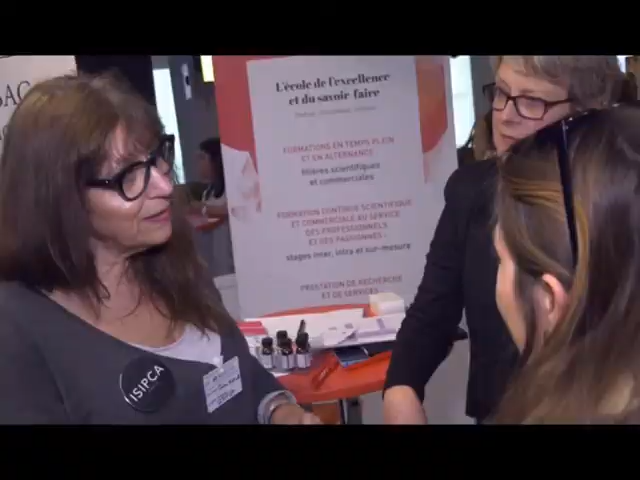 L'école de l'excellence
et du savoir-faire
FORMATIONS EN TEMPS PLEIN
ET EN ALTERNANCE :
filières scientifiques
et commerciales
FORMATION CONTINUE SCIENTIFIQUE
ET COMMERCIALE AU SERVICE
DES PROFESSIONNELS
ET DES PASSIONNÉS :
stages inter, intra et sur-mesure
PRESTATION DE RECHERCHE
ET DE SERVICES
ISIPCA